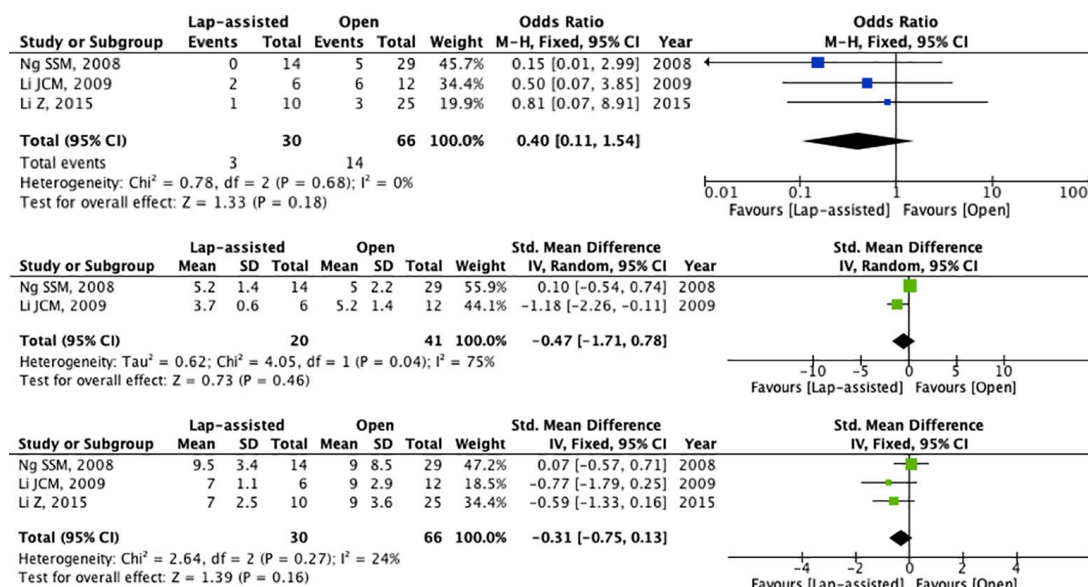 Lap-assisted Open Odds Ratio Odds Ratio
Study or Subgroup Events Total Events Total Weight M-H, Fixed, 95% CI Year M-H, Fixed, 95% CI
Ng SSM, 2008 0 14 5 29 45.7% 0.15 [0.01, 2.99] 2008
Li JCM, 2009 2 6 6 12 34.4% 0.50 [0.07, 3.85] 2009
Li Z, 2015 1 10 3 25 19.9% 0.81 [0.07, 8.91] 2015
Total (95% CI) 30 66 100.0% 0.40 [0.11, 1.54]
Total events 3 14
Heterogeneity: Chi² = 0.78, df = 2 (P = 0.68); I² = 0%
Test for overall effect: Z = 1.33 (P = 0.18)
0.01 0.1 1 10 100
Favours [Lap-assisted] Favours [Open]
Lap-assisted Open Std. Mean Difference Std. Mean Difference
Study or Subgroup Mean SD Total Mean SD Total Weight IV, Random, 95% CI Year IV, Random, 95% CI
Ng SSM, 2008 5.2 1.4 14 5 2.2 29 55.9% 0.10 [-0.54, 0.74] 2008
Li JCM, 2009 3.7 0.6 6 5.2 1.4 12 44.1% -1.18 [-2.26, -0.11] 2009
Total (95% CI) 20 41 100.0% -0.47 [-1.71, 0.78]
Heterogeneity: Tau² = 0.62; Chi² = 4.05, df = 1 (P = 0.04); I² = 75%
Test for overall effect: Z = 0.73 (P = 0.46)
-10 -5 0 5 10
Favours [Lap-assisted] Favours [Open]
Lap-assisted Open Std. Mean Difference Std. Mean Difference
Study or Subgroup Mean SD Total Mean SD Total Weight IV, Fixed, 95% CI Year IV, Fixed, 95% CI
Ng SSM, 2008 9.5 3.4 14 9 8.5 29 47.2% 0.07 [-0.57, 0.71] 2008
Li JCM, 2009 7 1.1 6 9 2.9 12 18.5% -0.77 [-1.79, 0.25] 2009
Li Z, 2015 7 2.5 10 9 3.6 25 34.4% -0.59 [-1.33, 0.16] 2015
Total (95% CI) 30 66 100.0% -0.31 [-0.75, 0.13]
Heterogeneity: Chi² = 2.64, df = 2 (P = 0.27); I² = 24%
Test for overall effect: Z = 1.39 (P = 0.16)
-4 -2 0 2 4
Favours [Lap-assisted] Favours [Open]